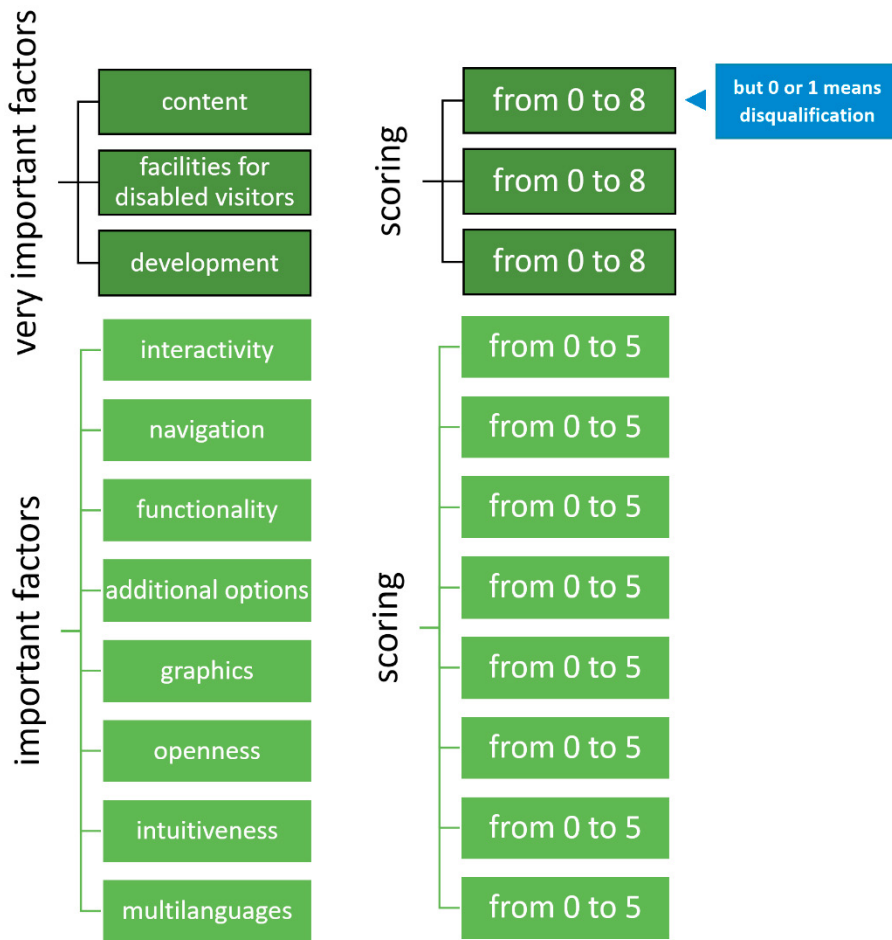 very important factors
content
facilities for
disabled visitors
development
scoring
from 0 to 8
from 0 to 8
from 0 to 8
but 0 or 1 means
disqualification
important factors
interactivity
navigation
functionality
additional options
graphics
openness
intuitiveness
multilanguages
scoring
from 0 to 5
from 0 to 5
from 0 to 5
from 0 to 5
from 0 to 5
from 0 to 5
from 0 to 5
from 0 to 5